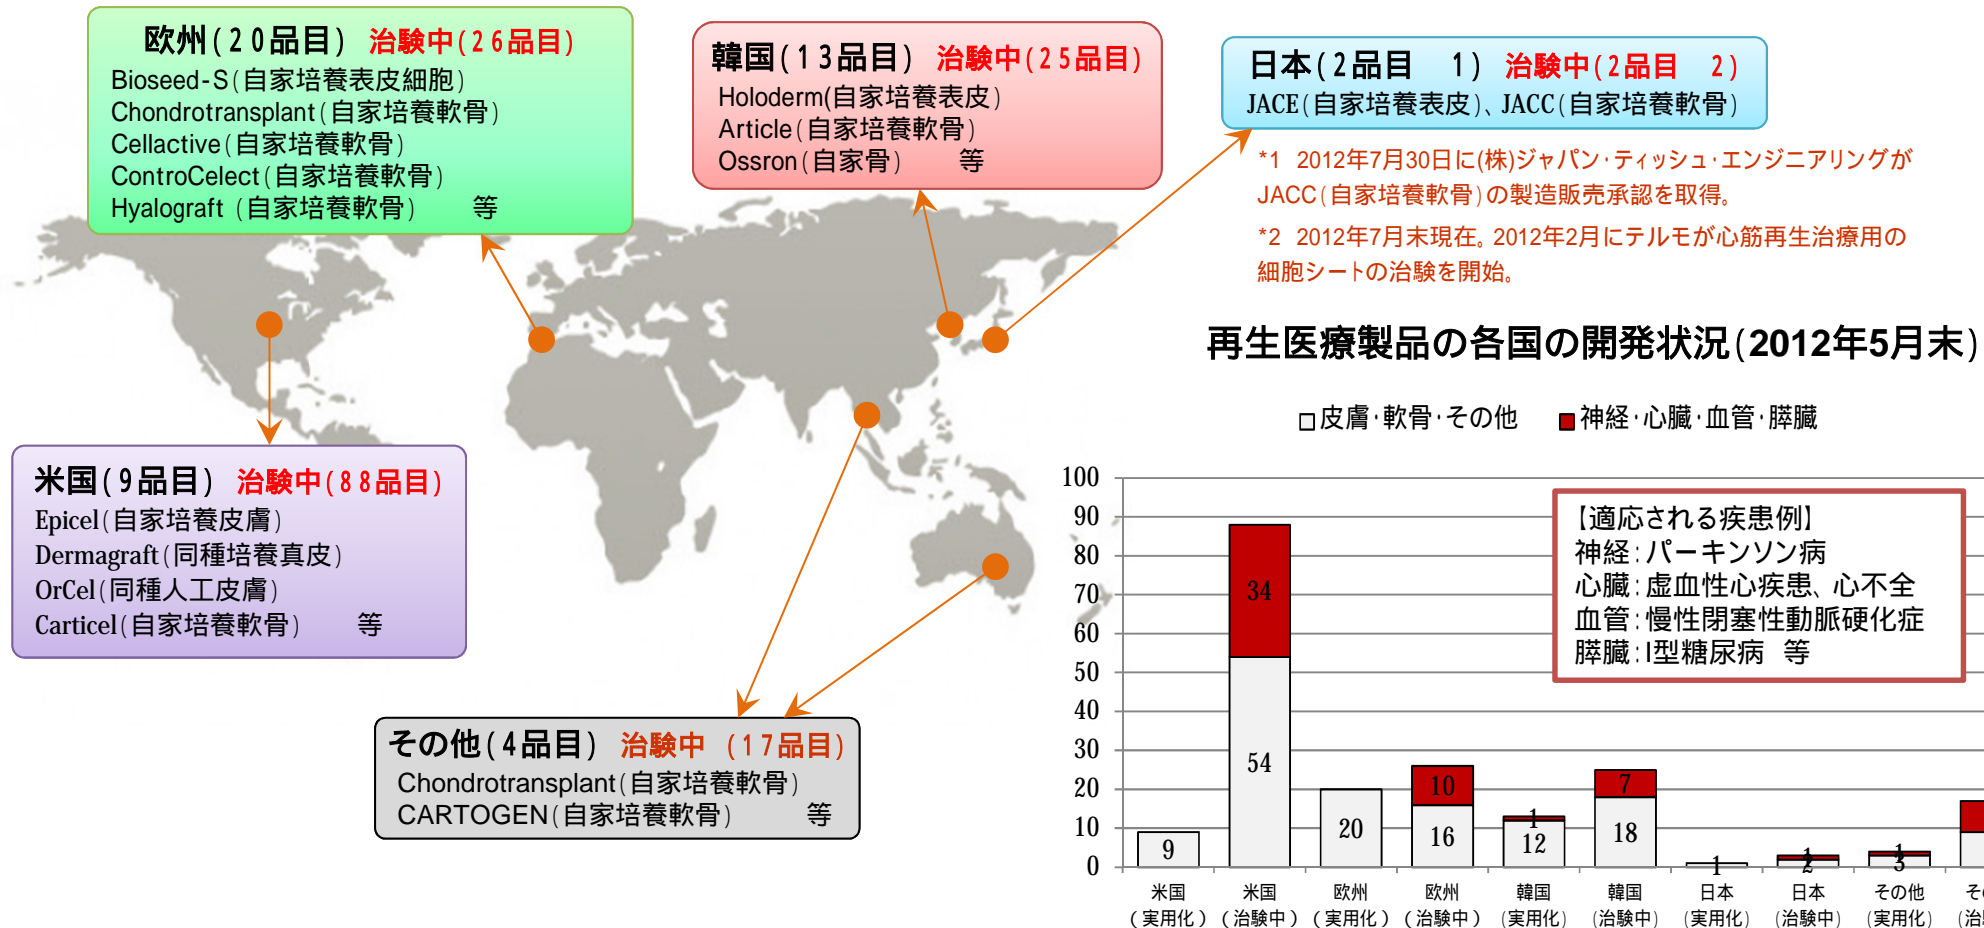 欧州(20品目) 治験中(26品目)
Bioseed-S(自家培養表皮細胞)
Chondrotransplant(自家培養軟骨)
Cellactive(自家培養軟骨)
ControCelect(自家培養軟骨)
Hyalograft (自家培養軟骨) 等
韓国(13品目) 治験中(25品目)
Holoderm(自家培養表皮)
Article(自家培養軟骨)
Ossron(自家骨) 等
日本(2品目 1) 治験中(2品目 2)
JACE(自家培養表皮)、JACC(自家培養軟骨)
*1 2012年7月30日に(株)ジャパン・ティッシュ・エンジニアリングが
JACC(自家培養軟骨)の製造販売承認を取得。
*2 2012年7月末現在。2012年2月にテルモが心筋再生治療用の
細胞シートの治験を開始。
米国(9品目) 治験中(88品目)
Epicel(自家培養皮膚)
Dermagraft(同種培養真皮)
OrCel(同種人工皮膚)
Carticel(自家培養軟骨) 等
その他(4品目) 治験中 (17品目)
Chondrotransplant(自家培養軟骨)
CARTOGEN(自家培養軟骨) 等
再生医療製品の各国の開発状況(2012年5月末)
皮膚・軟骨・その他 神経・心臓・血管・膵臓
【適応される疾患例】
神経:パーキンソン病
心臓:虚血性心疾患、心不全
血管:慢性閉塞性動脈硬化症
膵臓:I型糖尿病 等
100
90
80
70
60
50
40
30
20
10
0
9
34
54
20
10
16
1
12
7
18
1
1
2
1
3
米国 米国 欧州 欧州 韓国 韓国 日本 日本 その他
(実用化) (治験中) (実用化) (治験中) (実用化) (治験中) (実用化) (治験中) (実用化)